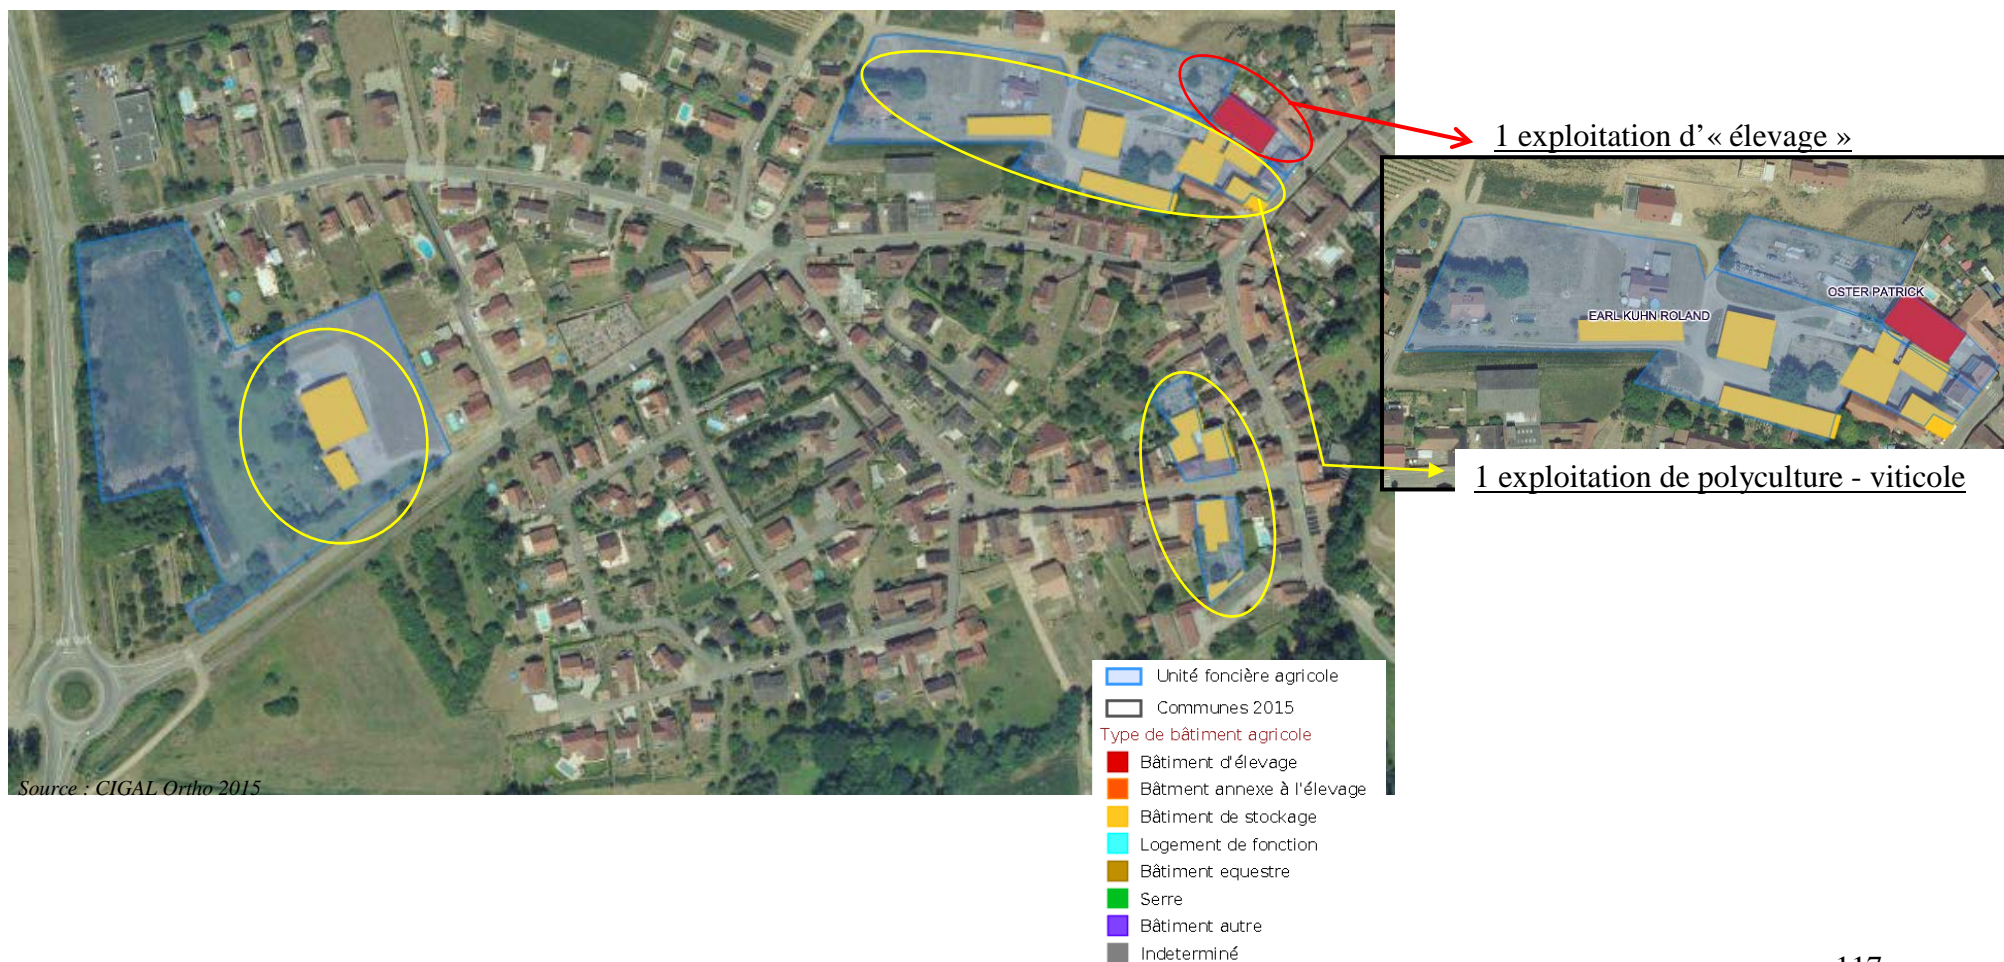 1 exploitation d'« élevage »
OSTER PATRICK
EARL KUHN ROLAND
1 exploitation de polyculture - viticole
Unité foncière agricole
Communes 2015
Type de bâtiment agricole
Bâtiment d'élevage
Bâtment annexe à l'élevage
Bâtiment de stockage
Logement de fonction
Bâtiment equestre
Serre
Bâtiment autre
Indeterminé
Source : CIGAL Ortho 2015
117